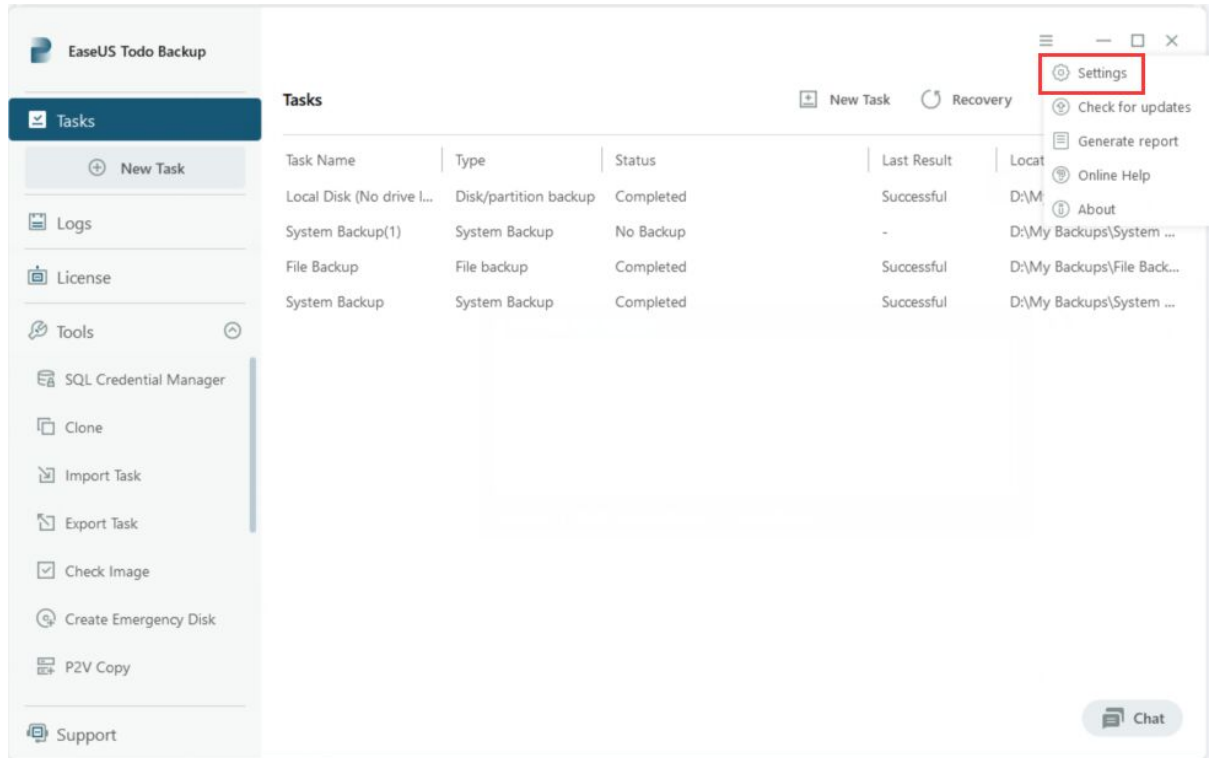 EaseUS Todo Backup
Tasks
New Task
Logs
License
Tools
SQL Credential Manager
Clone
Import Task
Export Task
Check Image
Create Emergency Disk
P2V Copy
Support
Tasks
New Task Recovery
Settings
Check for updates
Generate report
Online Help
About
Task Name Type Status Last Result Locat
Local Disk (No drive l... Disk/partition backup Completed Successful D:\M
System Backup(1) System Backup No Backup - D:\My Backups\System ...
File Backup File backup Completed Successful D:\My Backups\File Back...
System Backup System Backup Completed Successful D:\My Backups\System ...
Chat